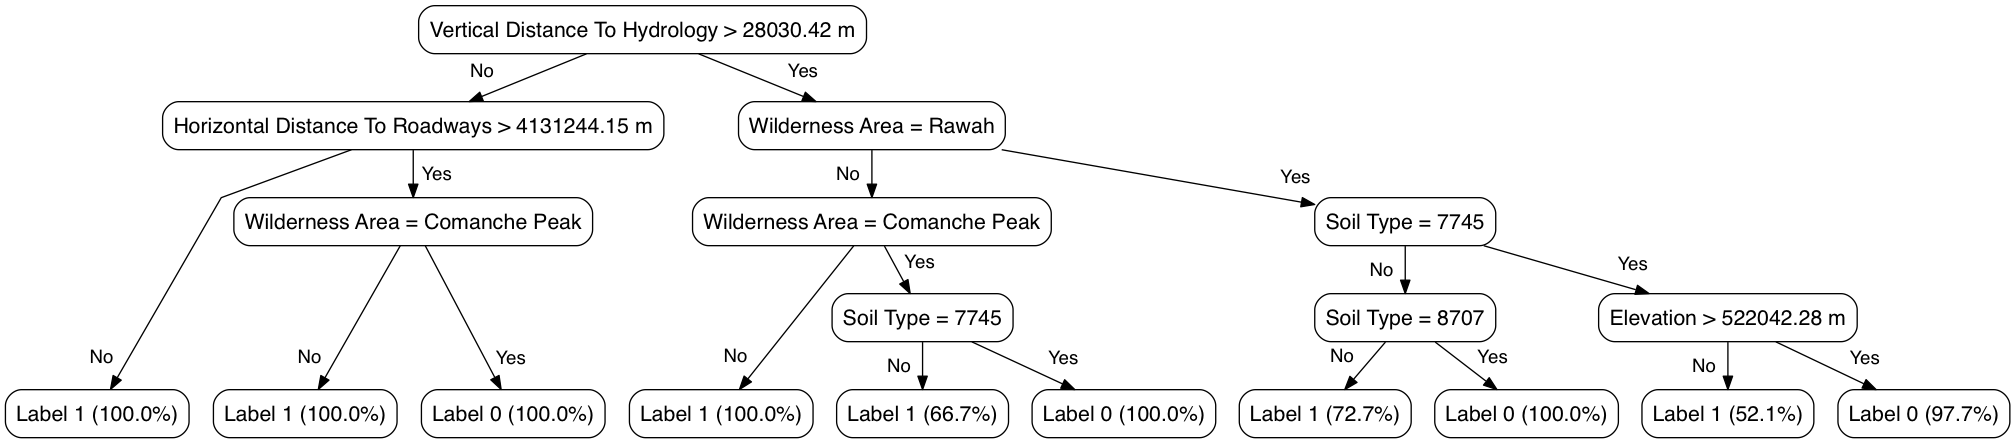 Vertical Distance To Hydrology > 28030.42 m
No
Yes
Horizontal Distance To Roadways > 4131244.15 m
Wilderness Area = Rawah
Yes
No
Yes
Wilderness Area = Comanche Peak
Wilderness Area = Comanche Peak
Soil Type = 7745
Yes
No
Yes
Soil Type = 7745
Soil Type = 8707
Elevation > 522042.28 m
No
No
Yes
No
No
Yes
No
Yes
No
Yes
Label 1 (100.0%)
Label 1 (100.0%)
Label 0 (100.0%)
Label 1 (100.0%)
Label 1 (66.7%)
Label 0 (100.0%)
Label 1 (72.7%)
Label 0 (100.0%)
Label 1 (52.1%)
Label 0 (97.7%)